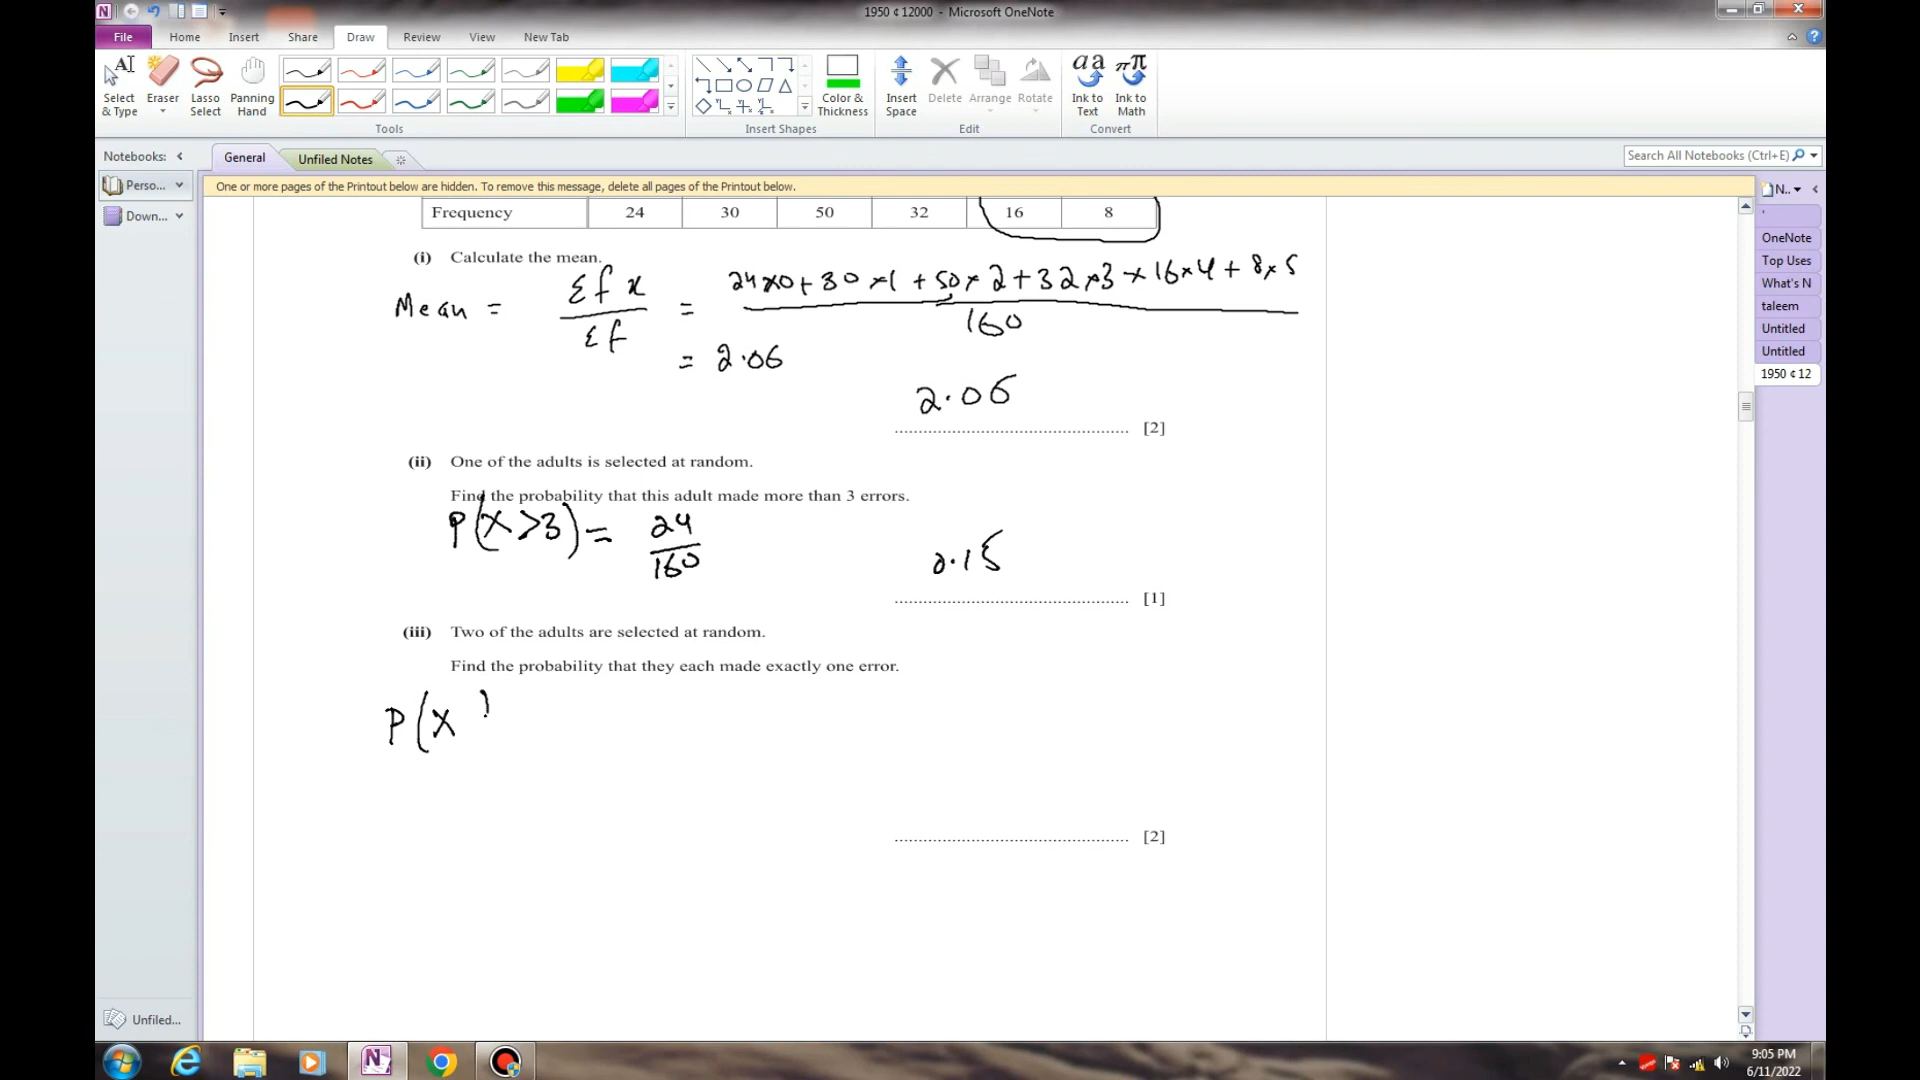 1950 ¢12000 - Microsoft OneNote
File Home Insert Share Draw Review View New Tab
Select & Type
Eraser
Lasso Select
Panning Hand
Color & Thickness
Insert Space
Delete
Arrange
Rotate
Ink to Text
Ink to Math
Tools
Insert Shapes
Edit
Convert
Notebooks:
General
Unfiled Notes
Search All Notebooks (Ctrl+E)
Perso...
One or more pages of the Printout below are hidden. To remove this message, delete all pages of the Printout below.
N..
Down...
Frequency 24 30 50 32 16 8
OneNote
(i) Calculate the mean.
Top Uses
Mean = Σfx / Σf = 24×0+30×1+50×2+32×3+16×4+8×5 / 160
What's N
taleem
Untitled
= 2.06
Untitled
1950 ¢ 12
2.06
.............................................. [2]
(ii) One of the adults is selected at random.
Find the probability that this adult made more than 3 errors.
P(X>3) = 24/160
0.15
.............................................. [1]
(iii) Two of the adults are selected at random.
Find the probability that they each made exactly one error.
P(X
.............................................. [2]
Unfiled...
9:05 PM
6/11/2022